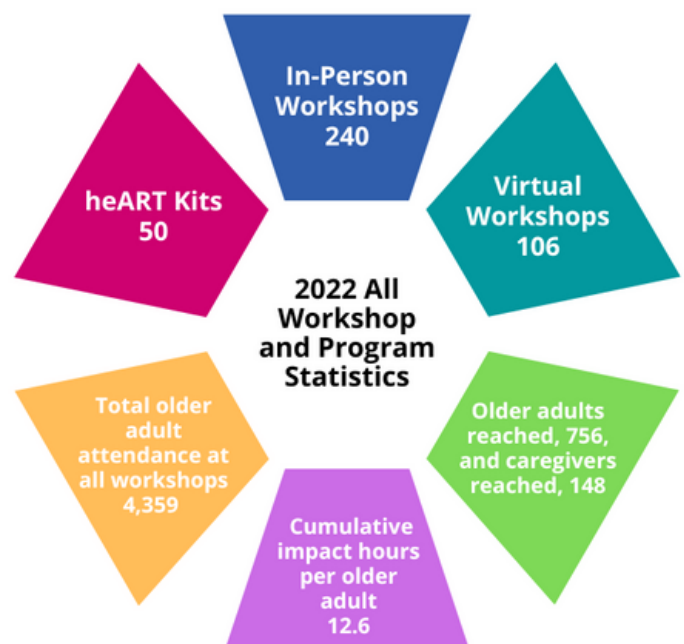 In-Person
Workshops
240
Virtual
Workshops
106
heART Kits
50
2022 All
Workshop
and Program
Statistics
Total older
adult
attendance at
all workshops
4,359
Older adults
reached, 756,
and caregivers
reached, 148
Cumulative
impact hours
per older
adult
12.6